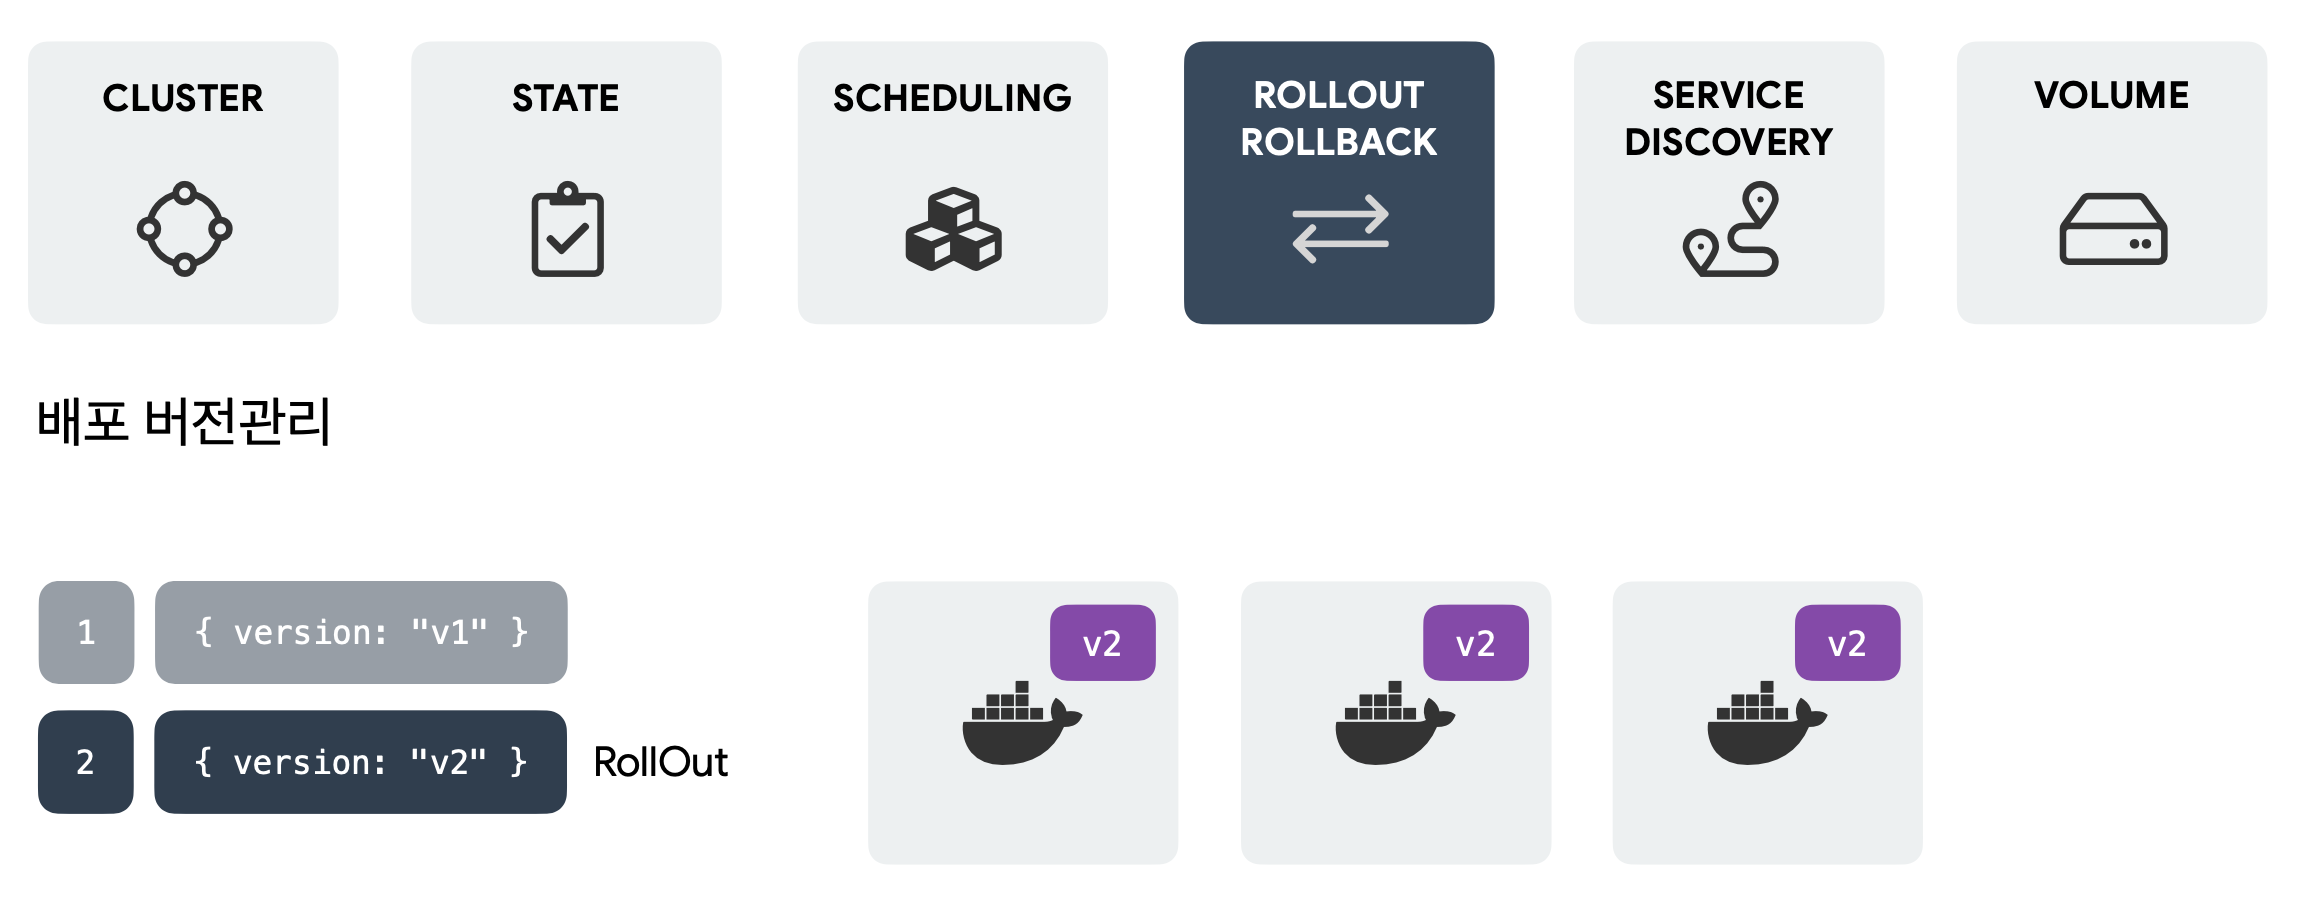 CLUSTER
STATE
SCHEDULING
ROLLOUT
ROLLBACK
SERVICE
DISCOVERY
VOLUME
배포 버전관리
1
{ version: "v1" }
2
{ version: "v2" }
RollOut
v2
v2
v2